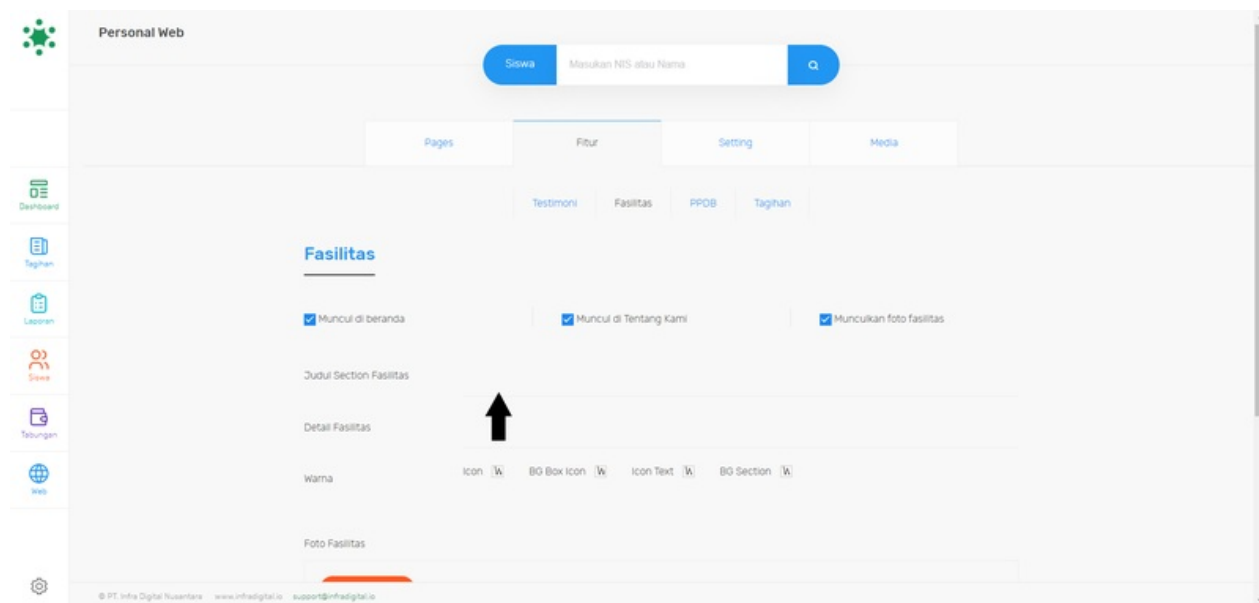 Personal Web
Siswa Masukan NIS atau Nama
Pages Fitur Setting Media
Testimoni Fasilitas PPDB Tagihan
Dashboard
Tagihan
Laporan
Siswa
Tabungan
Web
Fasilitas
Muncul di beranda Muncul di Tentang Kami Munculkan foto fasilitas
Judul Section Fasilitas
Detail Fasilitas
Warna Icon BG Box Icon Icon Text BG Section
Foto Fasilitas
© PT. Infra Digital Nusantara www.infradigital.io support@infradigital.io